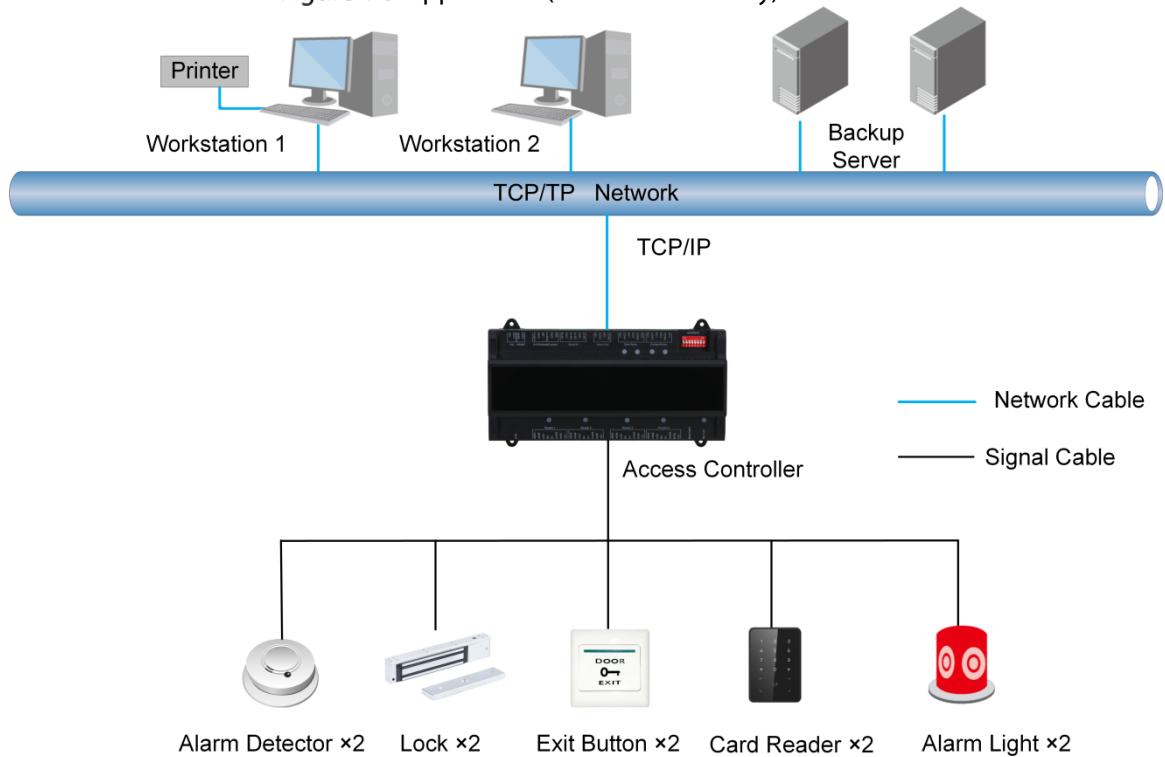 Printer
Workstation 1
Workstation 2
Backup
Server
TCP/TP Network
TCP/IP
Access Controller
Network Cable
Signal Cable
DOOR
EXIT
Alarm Detector ×2
Lock ×2
Exit Button ×2
Card Reader ×2
Alarm Light ×2